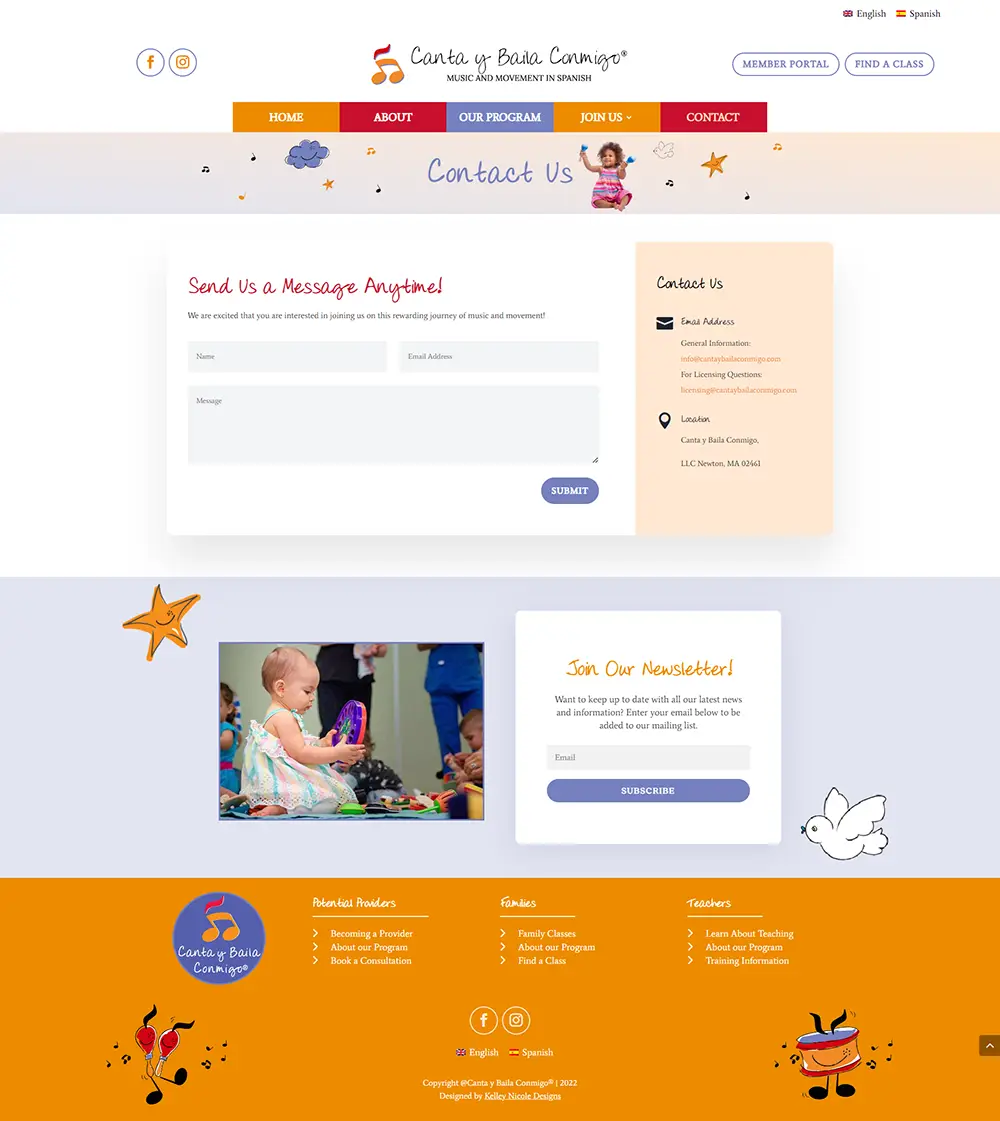 English Spanish
Canta y Baila Conmigo®
MUSIC AND MOVEMENT IN SPANISH
MEMBER PORTAL FIND A CLASS
HOME ABOUT OUR PROGRAM JOIN US CONTACT
Contact Us
Send Us a Message Anytime!
We are excited that you are interested in joining us on this rewarding journey of music and movement!
Name Email Address
Message
SUBMIT
Contact Us
Email Address
General Information:
info@cantaybailaconmigo.com
For Licensing Questions:
licensing@cantaybailaconmigo.com
Location
Canta y Baila Conmigo,
LLC Newton, MA 02461
Join Our Newsletter!
Want to keep up to date with all our latest news
and information? Enter your email below to be
added to our mailing list.
Email
SUBSCRIBE
Canta y Baila
Conmigo®
Potential Providers
Becoming a Provider
About our Program
Book a Consultation
Families
Family Classes
About our Program
Find a Class
Teachers
Learn About Teaching
About our Program
Training Information
English Spanish
Copyright @Canta y Baila Conmigo® | 2022
Designed by Kelley Nicole Designs